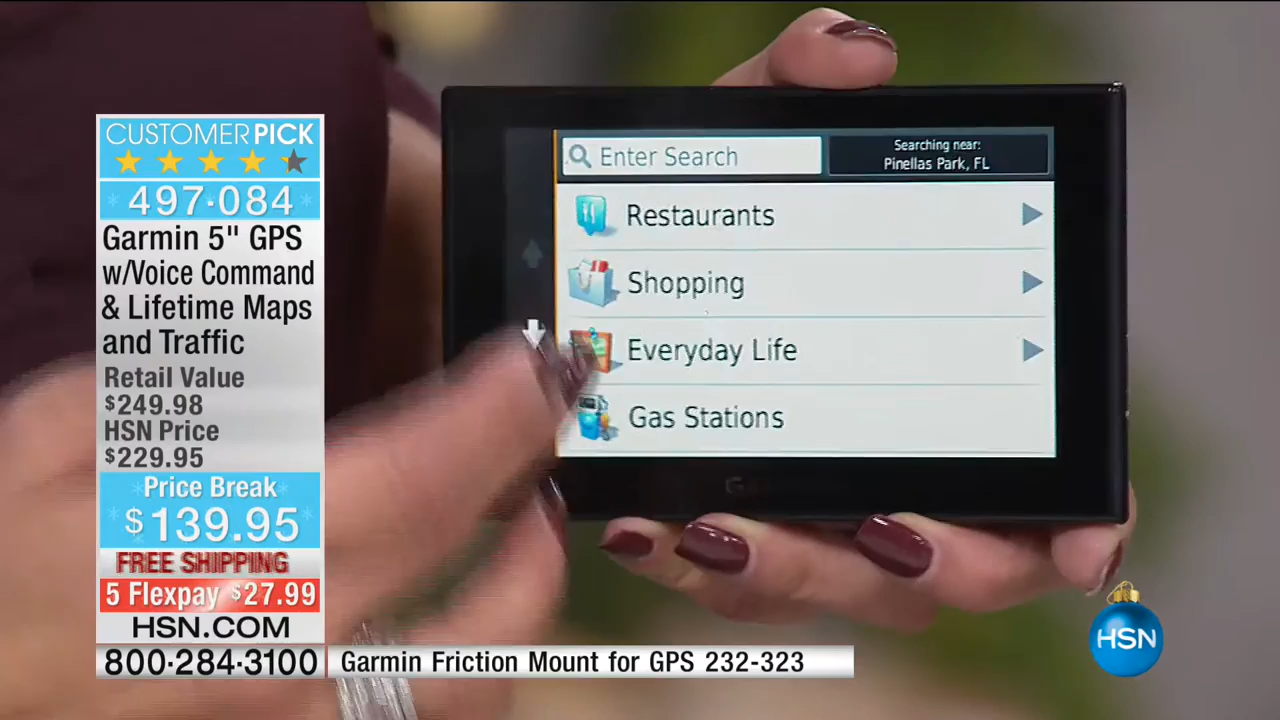 CUSTOMER PICK
497·084
Garmin 5" GPS
w/Voice Command
& Lifetime Maps
and Traffic
Retail Value
$249.98
HSN Price
$229.95
Price Break
$139.95
FREE SHIPPING
5 Flexpay $27.99
HSN.COM
800·284·3100
Garmin Friction Mount for GPS 232-323
Enter Search
Searching near:
Pinellas Park, FL
Restaurants
Shopping
Everyday Life
Gas Stations
HSN